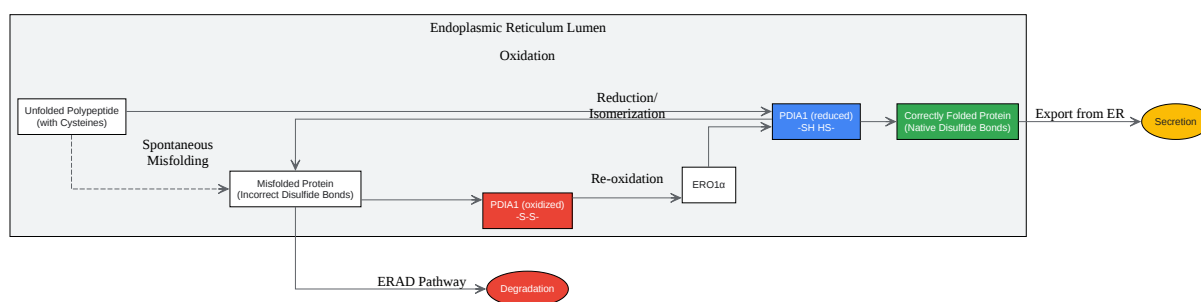 Endoplasmic Reticulum Lumen
Oxidation
Unfolded Polypeptide
(with Cysteines)
Reduction/
Isomerization
PDIA1 (reduced)
-SH HS-
Correctly Folded Protein
(Native Disulfide Bonds)
Export from ER
Secretion
Spontaneous
Misfolding
Misfolded Protein
(Incorrect Disulfide Bonds)
PDIA1 (oxidized)
-S-S-
Re-oxidation
ERO1α
ERAD Pathway
Degradation